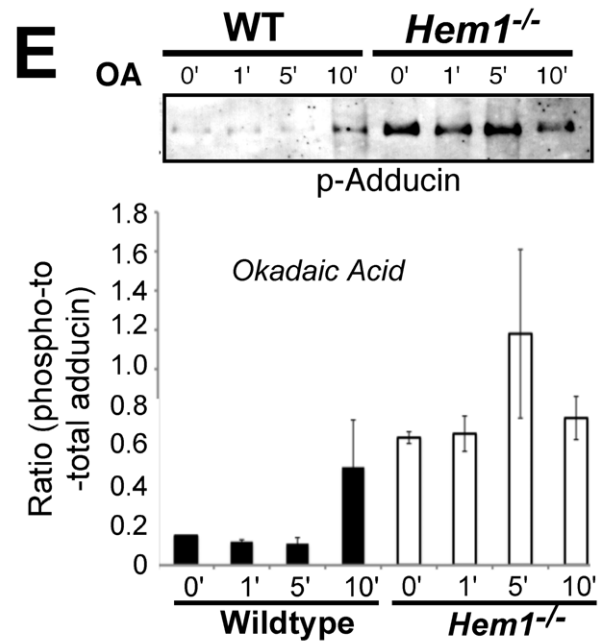 E
WT Hem1-/-
OA 0' 1' 5' 10' 0' 1' 5' 10'
p-Adducin
Okadaic Acid
Ratio (phospho-to
-total adducin)
1.8
1.6
1.4
1.2
1.0
0.8
0.6
0.4
0.2
0
0' 1' 5' 10' 0' 1' 5' 10'
Wildtype Hem1-/-